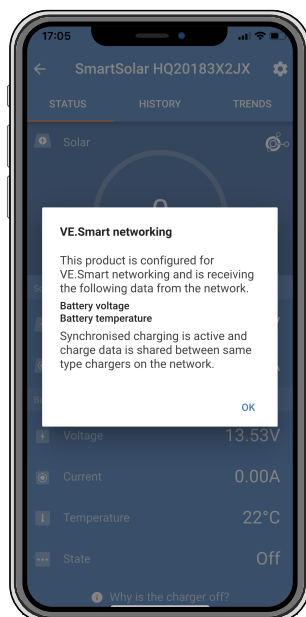 17:05
SmartSolar HQ20183X2JX
STATUS HISTORY TRENDS
Solar
VE.Smart networking
This product is configured for
VE.Smart networking and is receiving
the following data from the network.
Battery voltage
Battery temperature
Synchronised charging is active and
charge data is shared between same
type chargers on the network.
OK
Voltage 13.53V
Current 0.00A
Temperature 22°C
State Off
Why is the charger off?